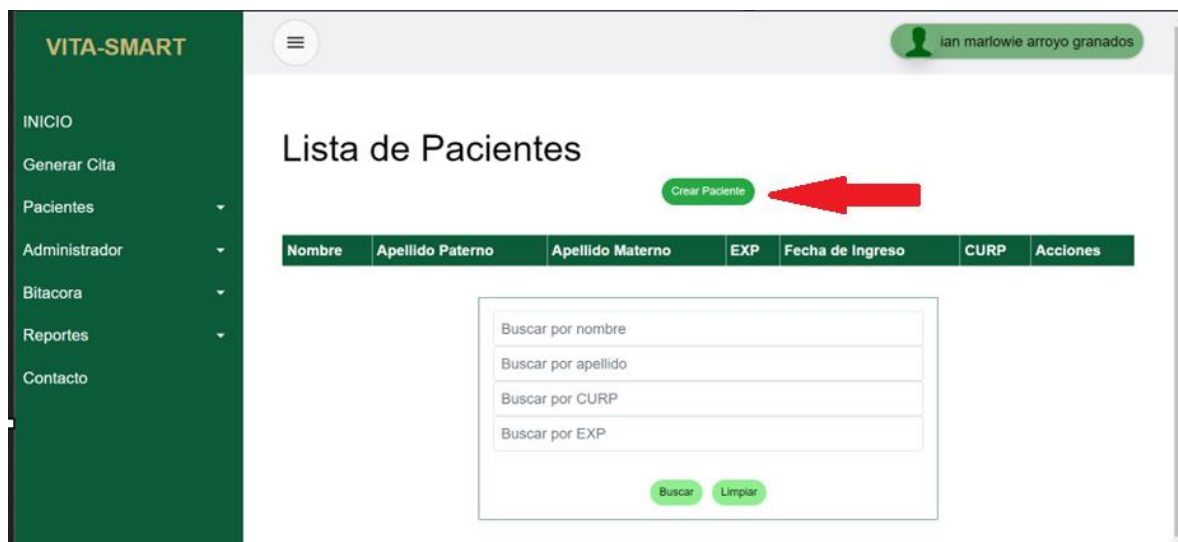 VITA-SMART
ian marlowie arroyo granados
INICIO
Generar Cita
Pacientes
Administrador
Bitacora
Reportes
Contacto
Lista de Pacientes
Crear Paciente
Nombre Apellido Paterno Apellido Materno EXP Fecha de Ingreso CURP Acciones
Buscar por nombre
Buscar por apellido
Buscar por CURP
Buscar por EXP
Buscar Limpiar